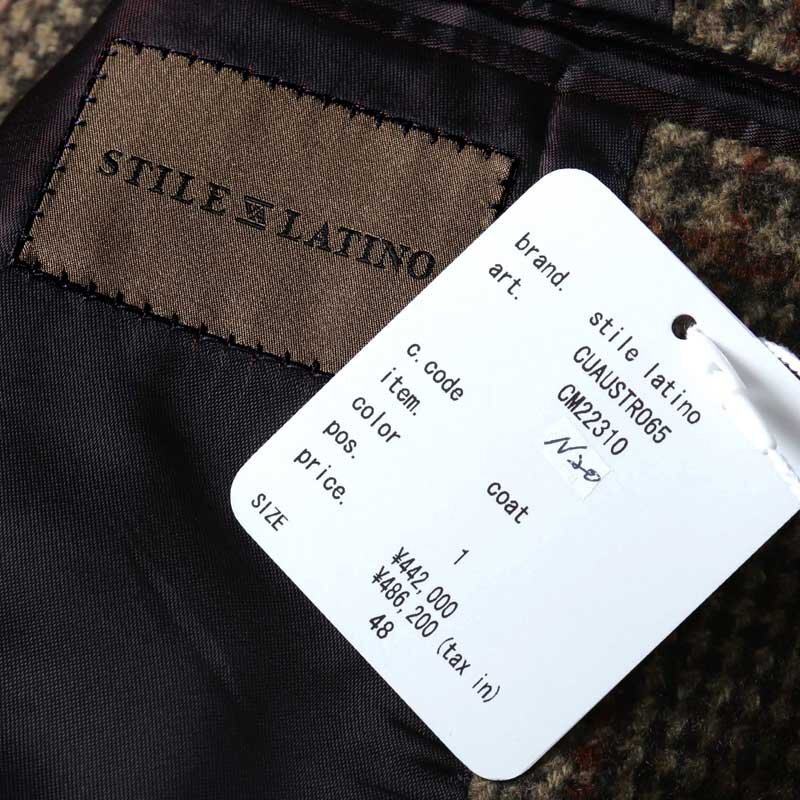 STILE LATINO
brand. stile latino
art. CUAUSTR065
CM22310
c.code
item. coat
color
pos. 1
price. ¥442,000
¥486,200 (tax in)
SIZE 48